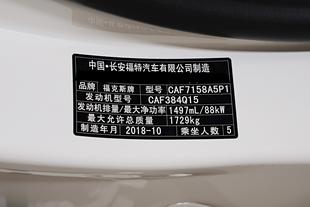 中国·长安福特汽车有限公司制造
品牌 福克斯牌 型号 CAF7158A5P1
发动机型号 CAF384Q15
发动机排量/最大净功率 1497mL/88kW
最大允许总质量 1729kg
制造年月 2018-10 乘坐人数 5